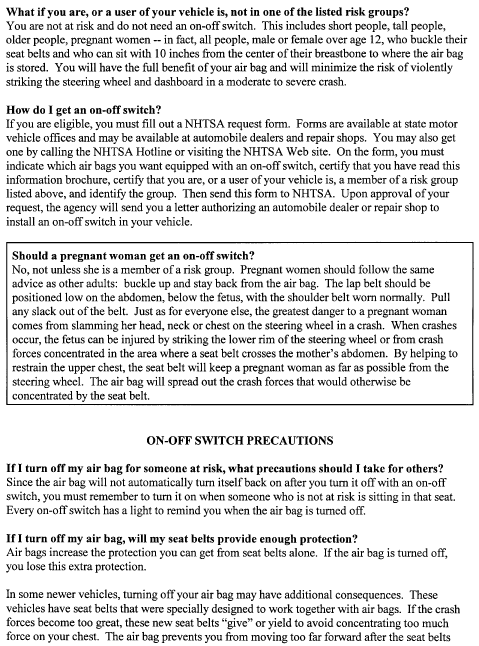 What if you are, or a user of your vehicle is, not in one of the listed risk groups?
You are not at risk and do not need an on-off switch. This includes short people, tall people,
older people, pregnant women -- in fact, all people, male or female over age 12, who buckle their
seat belts and who can sit with 10 inches from the center of their breastbone to where the air bag
is stored. You will have the full benefit of your air bag and will minimize the risk of violently
striking the steering wheel and dashboard in a moderate to severe crash.
How do I get an on-off switch?
If you are eligible, you must fill out a NHTSA request form. Forms are available at state motor
vehicle offices and may be available at automobile dealers and repair shops. You may also get
one by calling the NHTSA Hotline or visiting the NHTSA Web site. On the form, you must
indicate which air bags you want equipped with an on-off switch, certify that you have read this
information brochure, certify that you are, or a user of your vehicle is, a member of a risk group
listed above, and identify the group. Then send this form to NHTSA. Upon approval of your
request, the agency will send you a letter authorizing an automobile dealer or repair shop to
install an on-off switch in your vehicle.
Should a pregnant woman get an on-off switch?
No, not unless she is a member of a risk group. Pregnant women should follow the same
advice as other adults: buckle up and stay back from the air bag. The lap belt should be
positioned low on the abdomen, below the fetus, with the shoulder belt worn normally. Pull
any slack out of the belt. Just as for everyone else, the greatest danger to a pregnant woman
comes from slamming her head, neck or chest on the steering wheel in a crash. When crashes
occur, the fetus can be injured by striking the lower rim of the steering wheel or from crash
forces concentrated in the area where a seat belt crosses the mother's abdomen. By helping to
restrain the upper chest, the seat belt will keep a pregnant woman as far as possible from the
steering wheel. The air bag will spread out the crash forces that would otherwise be
concentrated by the seat belt.
ON-OFF SWITCH PRECAUTIONS
If I turn off my air bag for someone at risk, what precautions should I take for others?
Since the air bag will not automatically turn itself back on after you turn it off with an on-off
switch, you must remember to turn it on when someone who is not at risk is sitting in that seat.
Every on-off switch has a light to remind you when the air bag is turned off.
If I turn off my air bag, will my seat belts provide enough protection?
Air bags increase the protection you can get from seat belts alone. If the air bag is turned off,
you lose this extra protection.
In some newer vehicles, turning off your air bag may have additional consequences. These
vehicles have seat belts that were specially designed to work together with air bags. If the crash
forces become too great, these new seat belts "give" or yield to avoid concentrating too much
force on your chest. The air bag prevents you from moving too far forward after the seat belts